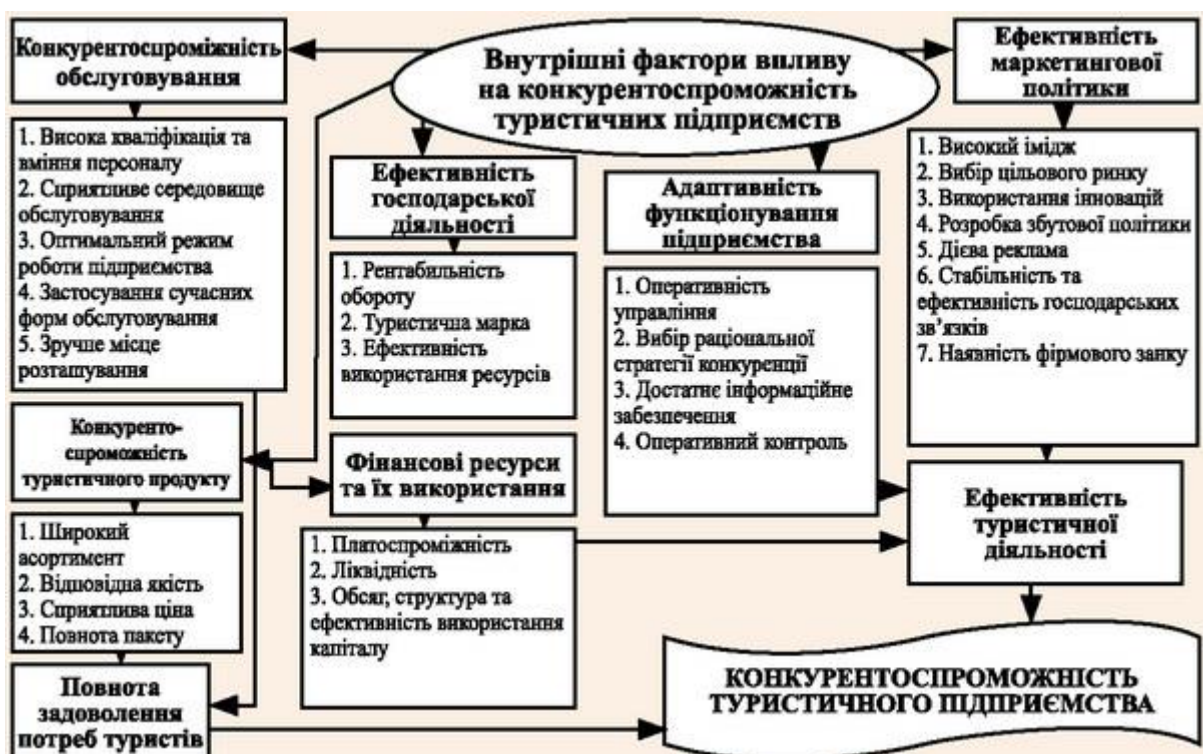 Конкурентоспроміжність
обслуговування
1. Висока кваліфікація та
вміння персоналу
2. Сприятливе середовище
обслуговування
3. Оптимальний режим
роботи підприємства
4. Застосування сучасних
форм обслуговування
5. Зручне місце
розташування
Внутрішні фактори впливу
на конкурентоспроможність
туристичних підприємств
Ефективність
маркетингової
політики
1. Високий імідж
2. Вибір цільового ринку
3. Використання інновацій
4. Розробка збутової політики
5. Дієва реклама
6. Стабільність та
ефективність господарських
зв’язків
7. Наявність фірмового занку
Ефективність
господарської
діяльності
1. Рентабильність
обороту
2. Туристична марка
3. Ефективність
використання ресурсів
Адаптивність
функціонування
підприємства
1. Оперативність
управління
2. Вибір раціональної
стратегії конкуренції
3. Достатнє інформаційне
забезпечення
4. Оперативний контроль
Конкуренто-
спроможність
туристичного продукту
1. Широкий
асортимент
2. Відповідна якість
3. Сприятлива ціна
4. Повнота пакету
Фінансові ресурси
та їх використання
1. Платоспроміжність
2. Ліквідність
3. Обсяг, структура та
ефективність використання
капіталу
Ефективність
туристичної
діяльності
Повнота
задоволення
потреб туристів
КОНКУРЕНТОСПРОМОЖНІСТЬ
ТУРИСТИЧНОГО ПІДПРИЄМСТВА